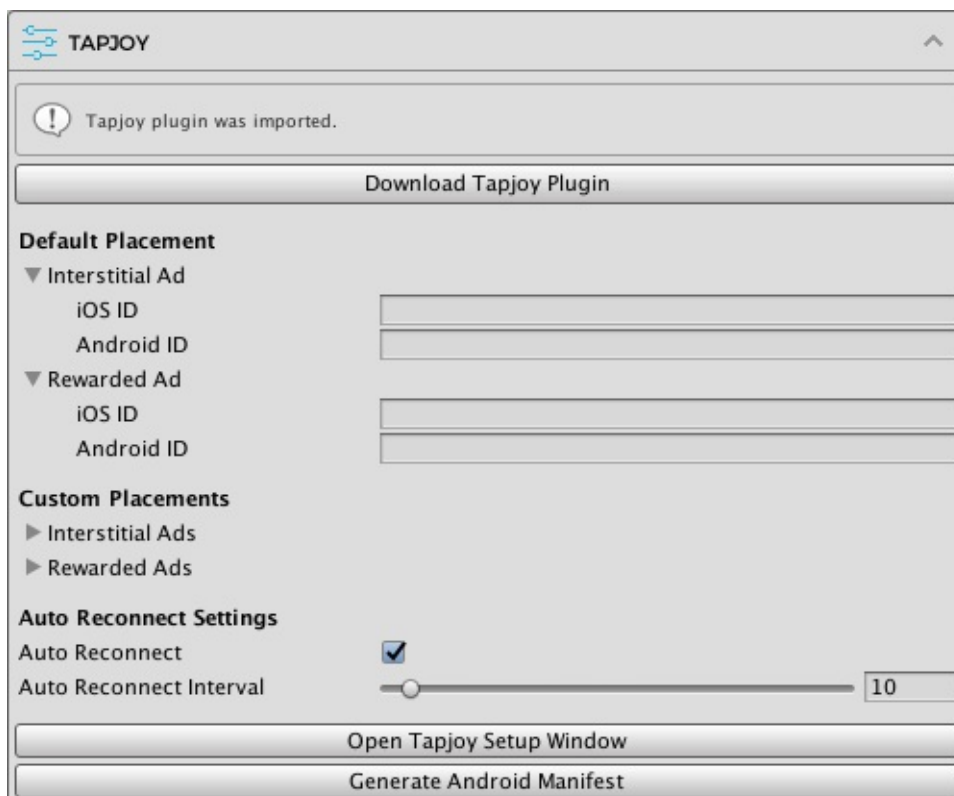 TAPJOY
Tapjoy plugin was imported.
Download Tapjoy Plugin
Default Placement
Interstitial Ad
iOS ID
Android ID
Rewarded Ad
iOS ID
Android ID
Custom Placements
Interstitial Ads
Rewarded Ads
Auto Reconnect Settings
Auto Reconnect
Auto Reconnect Interval 10
Open Tapjoy Setup Window
Generate Android Manifest